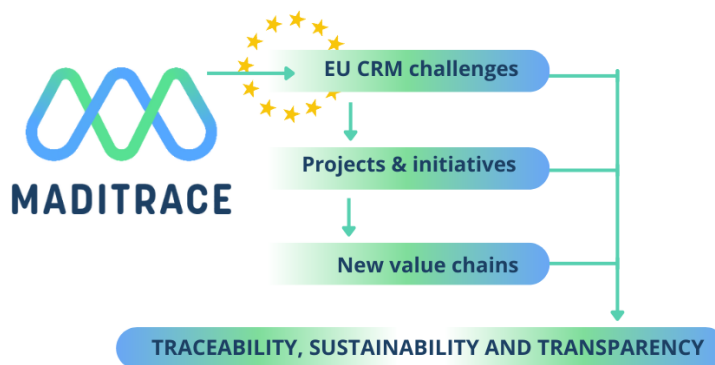 EU CRM challenges
MADITRACE
Projects & initiatives
New value chains
TRACEABILITY, SUSTAINABILITY AND TRANSPARENCY